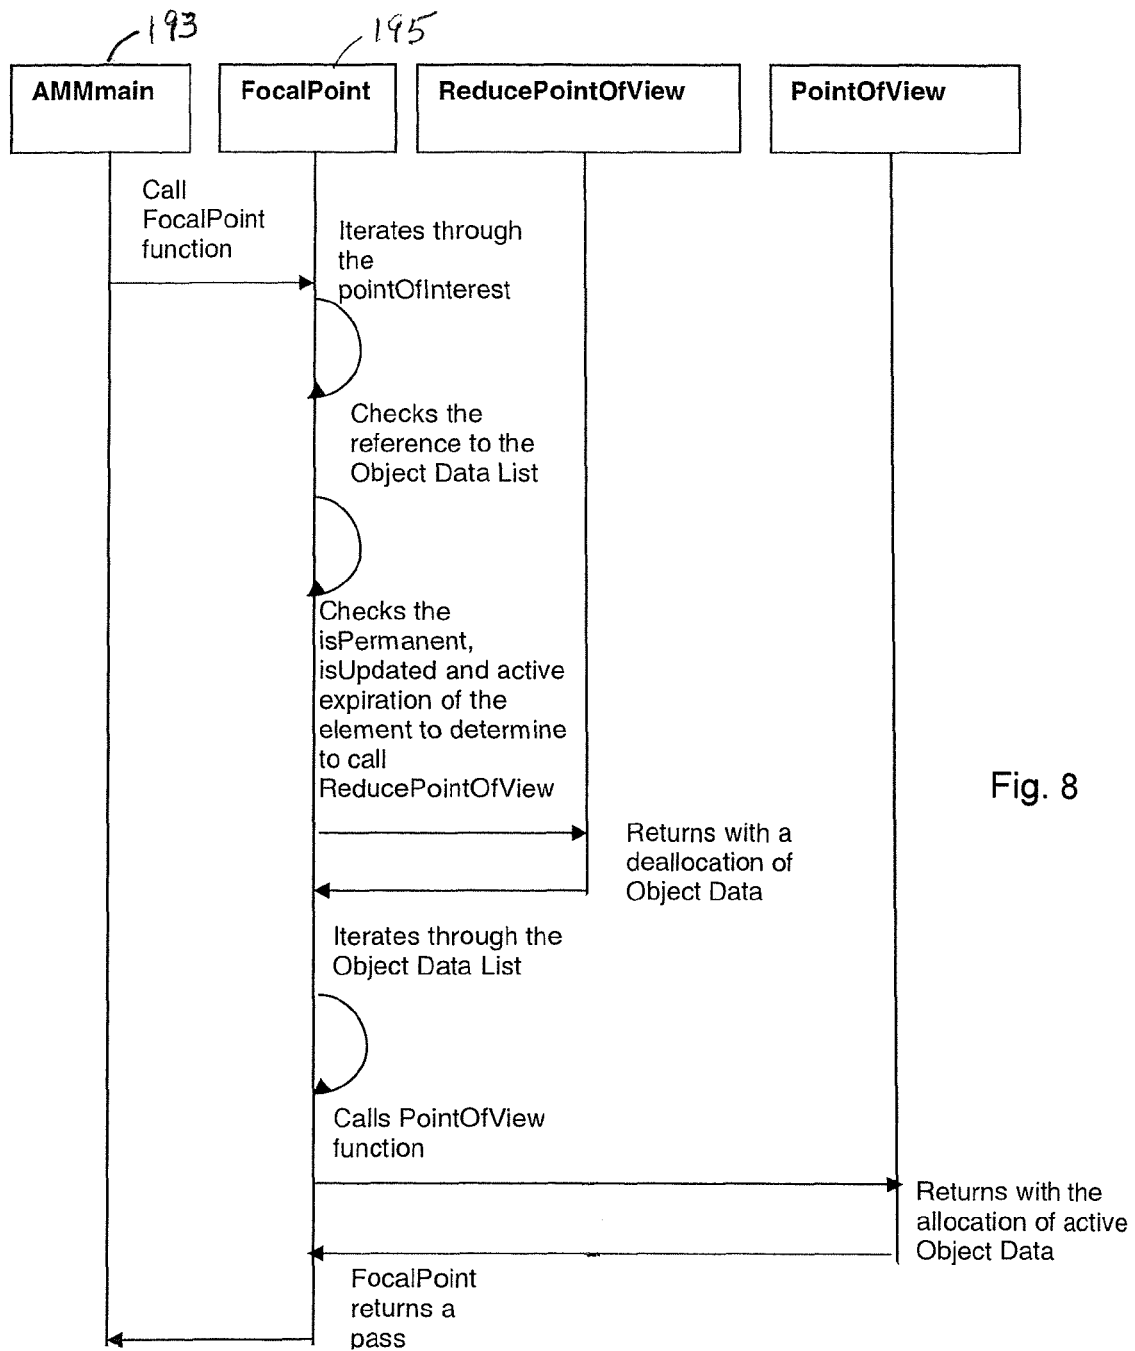 193
195
AMMmain
FocalPoint
ReducePointOfView
PointOfView
Call
FocalPoint
function
Iterates through
the
pointOfInterest
Checks the
reference to the
Object Data List
Checks the
isPermanent,
isUpdated and active
expiration of the
element to determine
to call
ReducePointOfView
Fig. 8
Returns with a
deallocation of
Object Data
Iterates through the
Object Data List
Calls PointOfView
function
Returns with the
allocation of active
Object Data
FocalPoint
returns a
pass